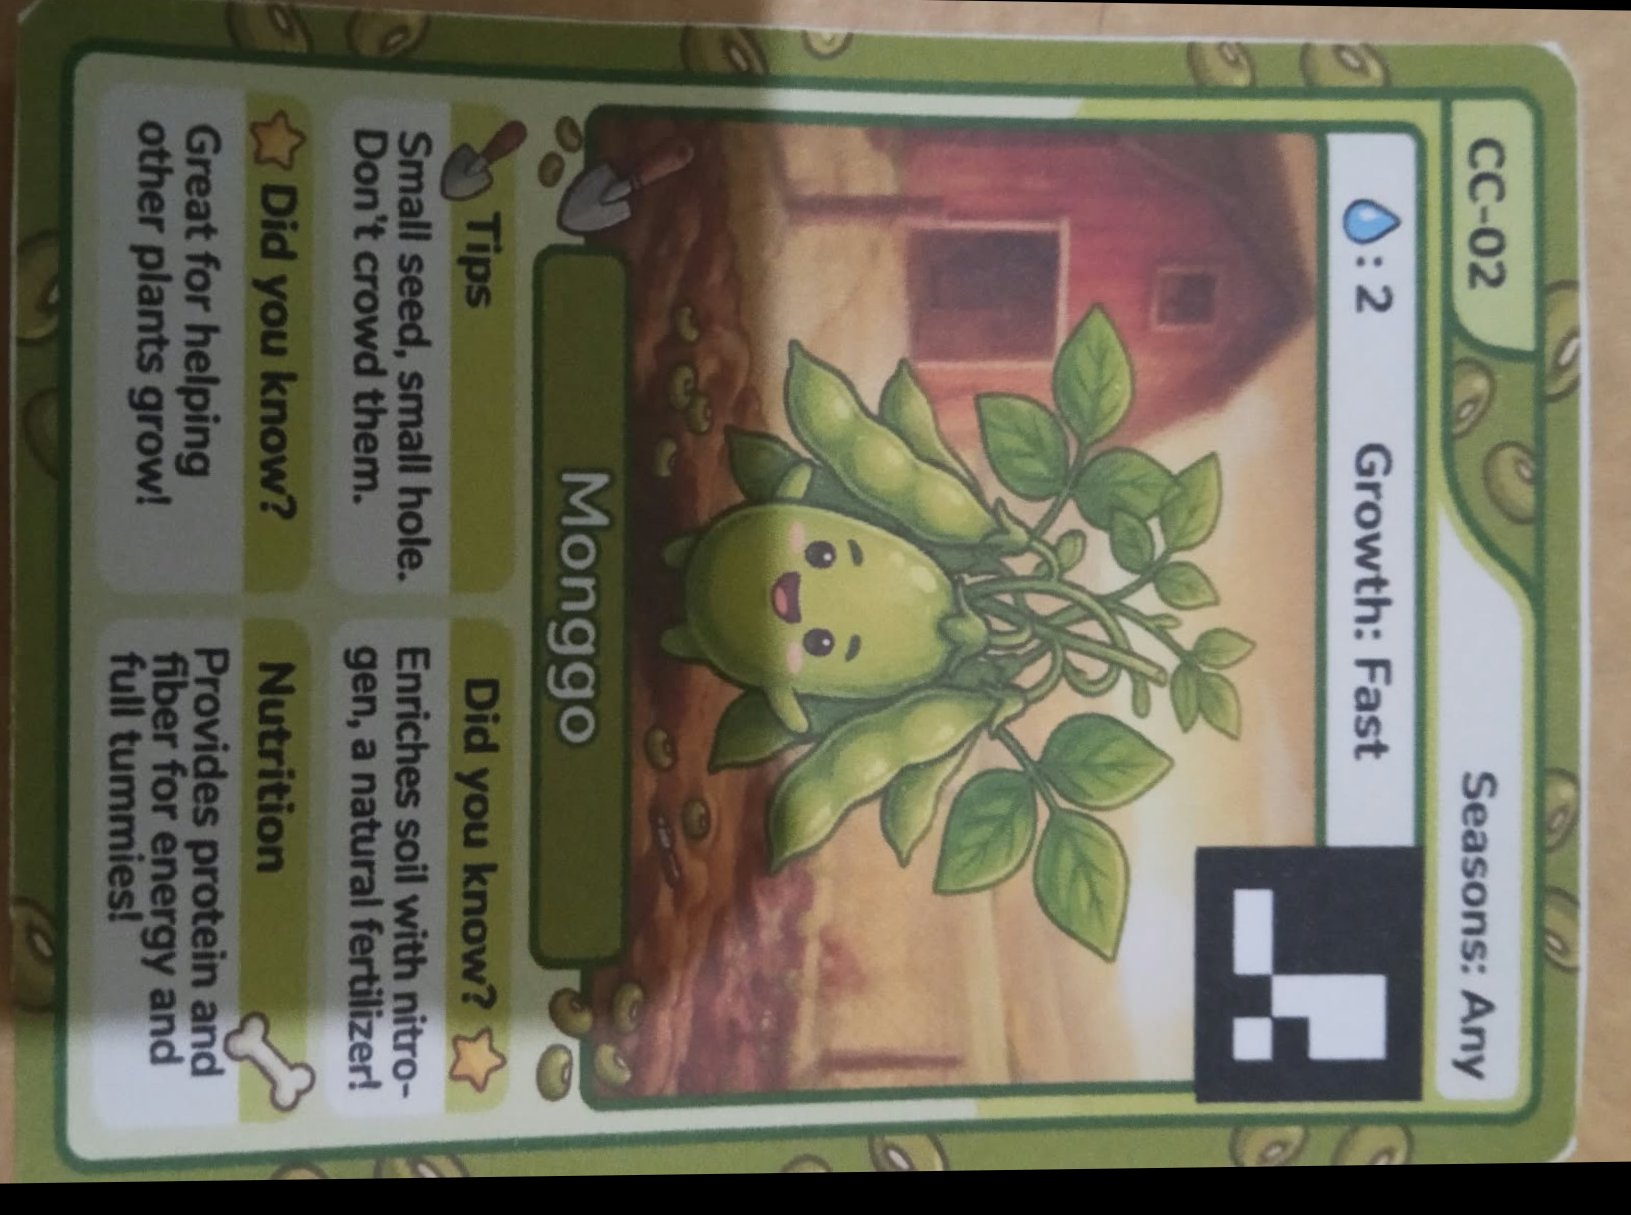 CC-02
Seasons: Any
: 2
Growth: Fast
Monggo
Tips
Small seed, small hole.
Don't crowd them.
Did you know?
Enriches soil with nitro-
gen, a natural fertilizer!
Did you know?
Great for helping
other plants grow!
Nutrition
Provides protein and
fiber for energy and
full tummies!